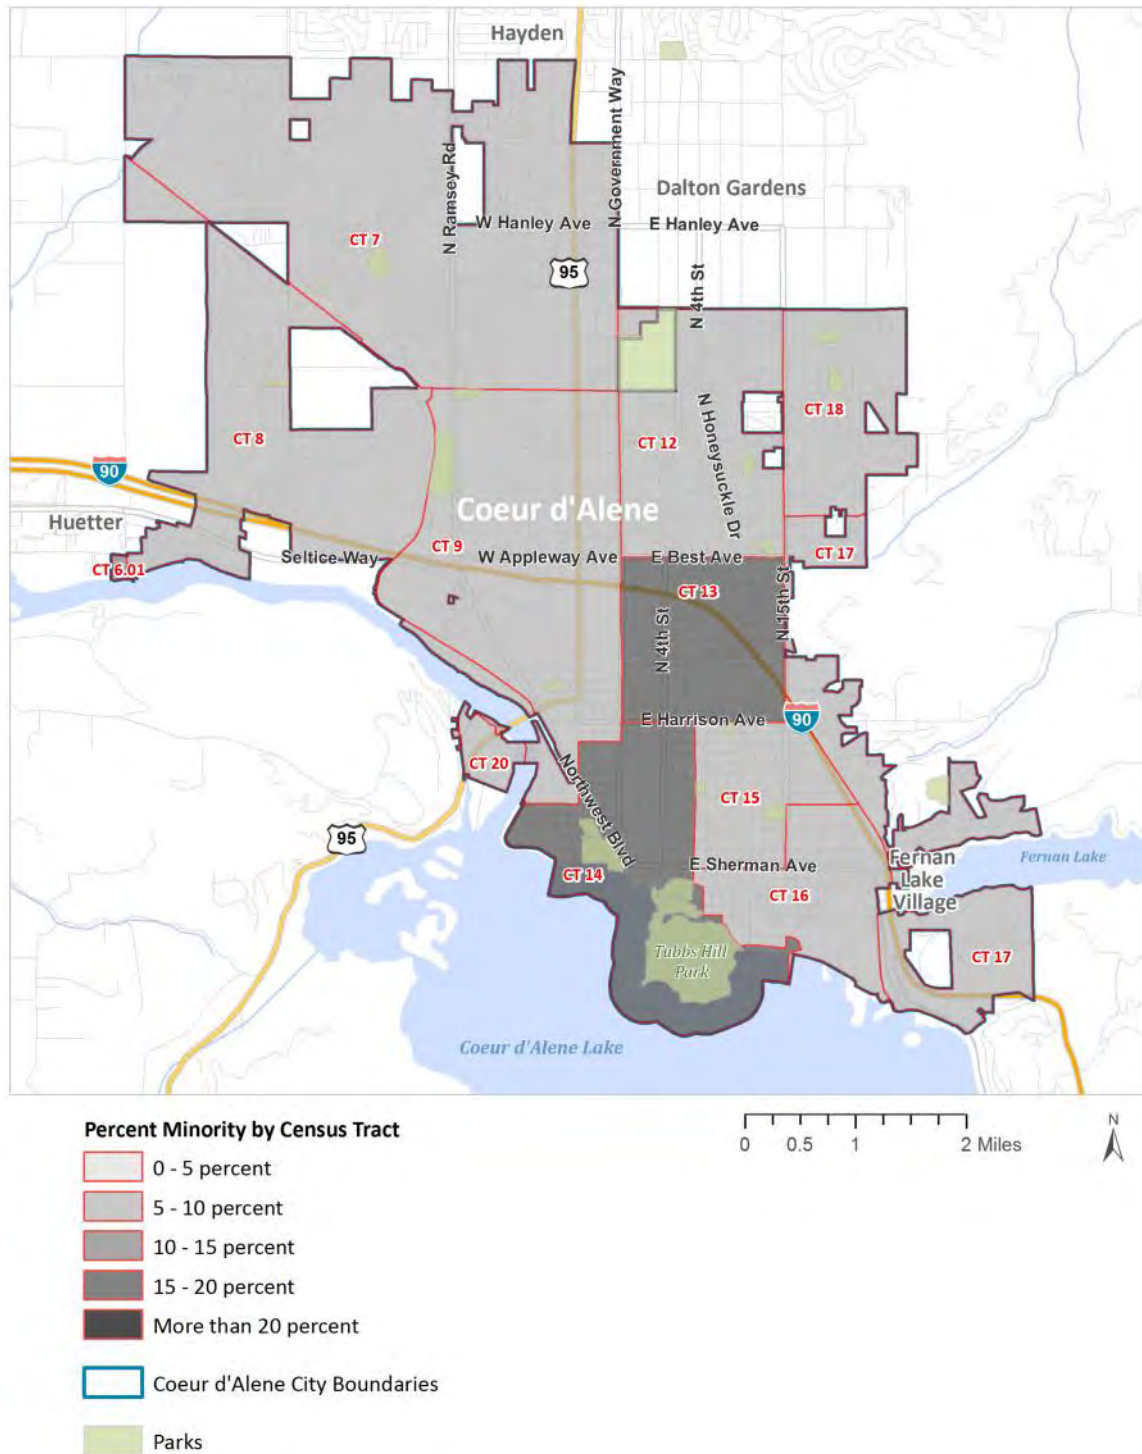 Hayden
N Government Way
N Ramsey Rd
Dalton Gardens
W Hanley Ave
E Hanley Ave
CT 7
95
N 4th St
N Honeysuckle Dr
CT 18
CT 8
CT 12
90
Coeur d'Alene
Huetter
CT 9
Seltice Way
W Appleway Ave
E Best Ave
CT 17
CT 6.01
CT 13
N 15th St
N 4th St
E Harrison Ave
90
CT 20
Northwest Blvd
CT 15
95
E Sherman Ave
Fernan
Lake
Village
Fernan Lake
CT 14
CT 16
Tubbs Hill
Park
CT 17
Coeur d'Alene Lake
Percent Minority by Census Tract
0 - 5 percent
5 - 10 percent
10 - 15 percent
15 - 20 percent
More than 20 percent
Coeur d'Alene City Boundaries
Parks
0 0.5 1 2 Miles
N